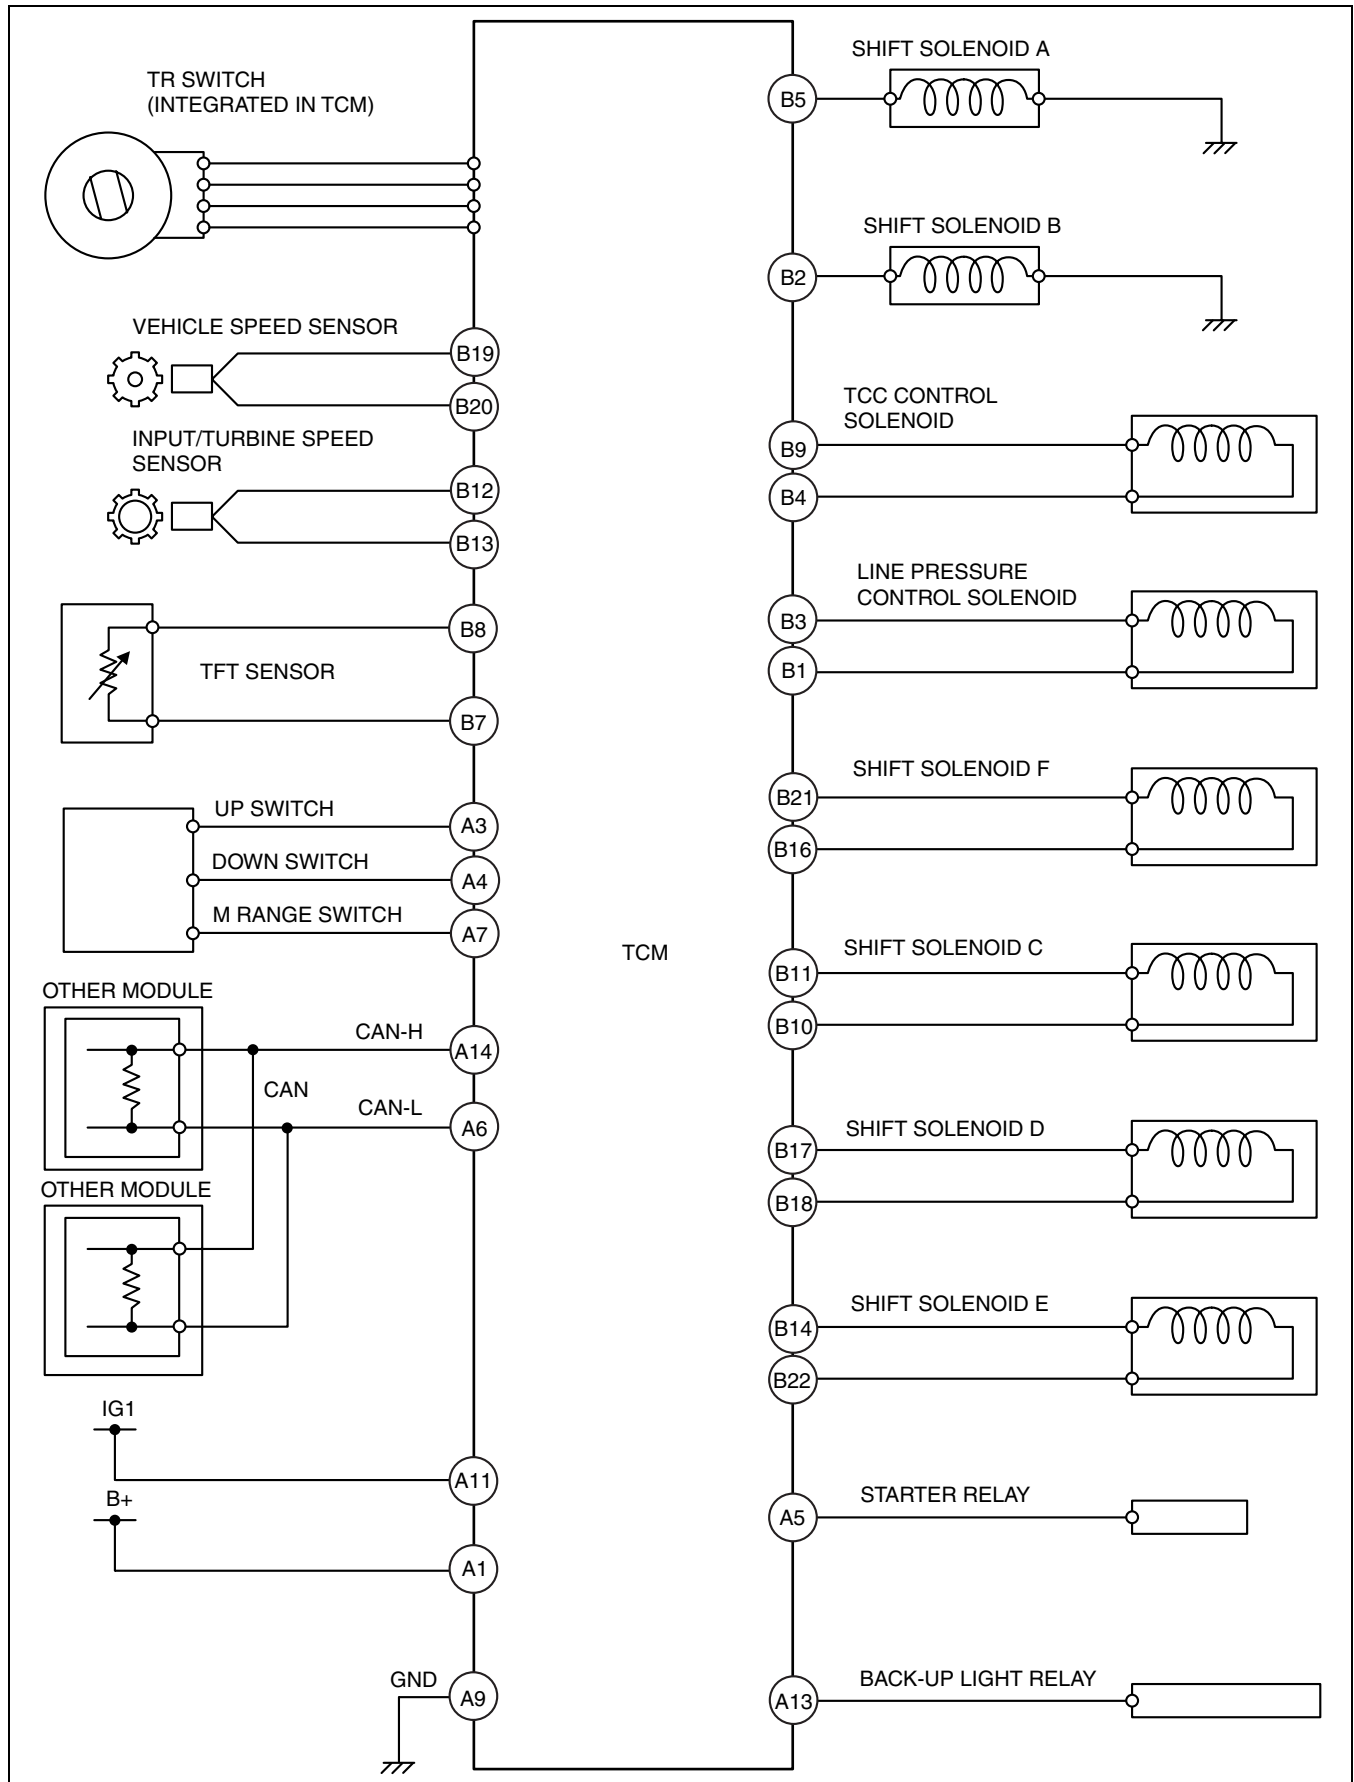 TR SWITCH
(INTEGRATED IN TCM)
VEHICLE SPEED SENSOR
B19
B20
INPUT/TURBINE SPEED
SENSOR
B12
B13
B8
TFT SENSOR
B7
UP SWITCH
A3
DOWN SWITCH
A4
M RANGE SWITCH
A7
OTHER MODULE
CAN-H
A14
CAN
CAN-L
A6
OTHER MODULE
IG1
A11
B+
A1
GND
A9
TCM
SHIFT SOLENOID A
B5
SHIFT SOLENOID B
B2
TCC CONTROL
SOLENOID
B9
B4
LINE PRESSURE
CONTROL SOLENOID
B3
B1
SHIFT SOLENOID F
B21
B16
SHIFT SOLENOID C
B11
B10
SHIFT SOLENOID D
B17
B18
SHIFT SOLENOID E
B14
B22
STARTER RELAY
A5
BACK-UP LIGHT RELAY
A13